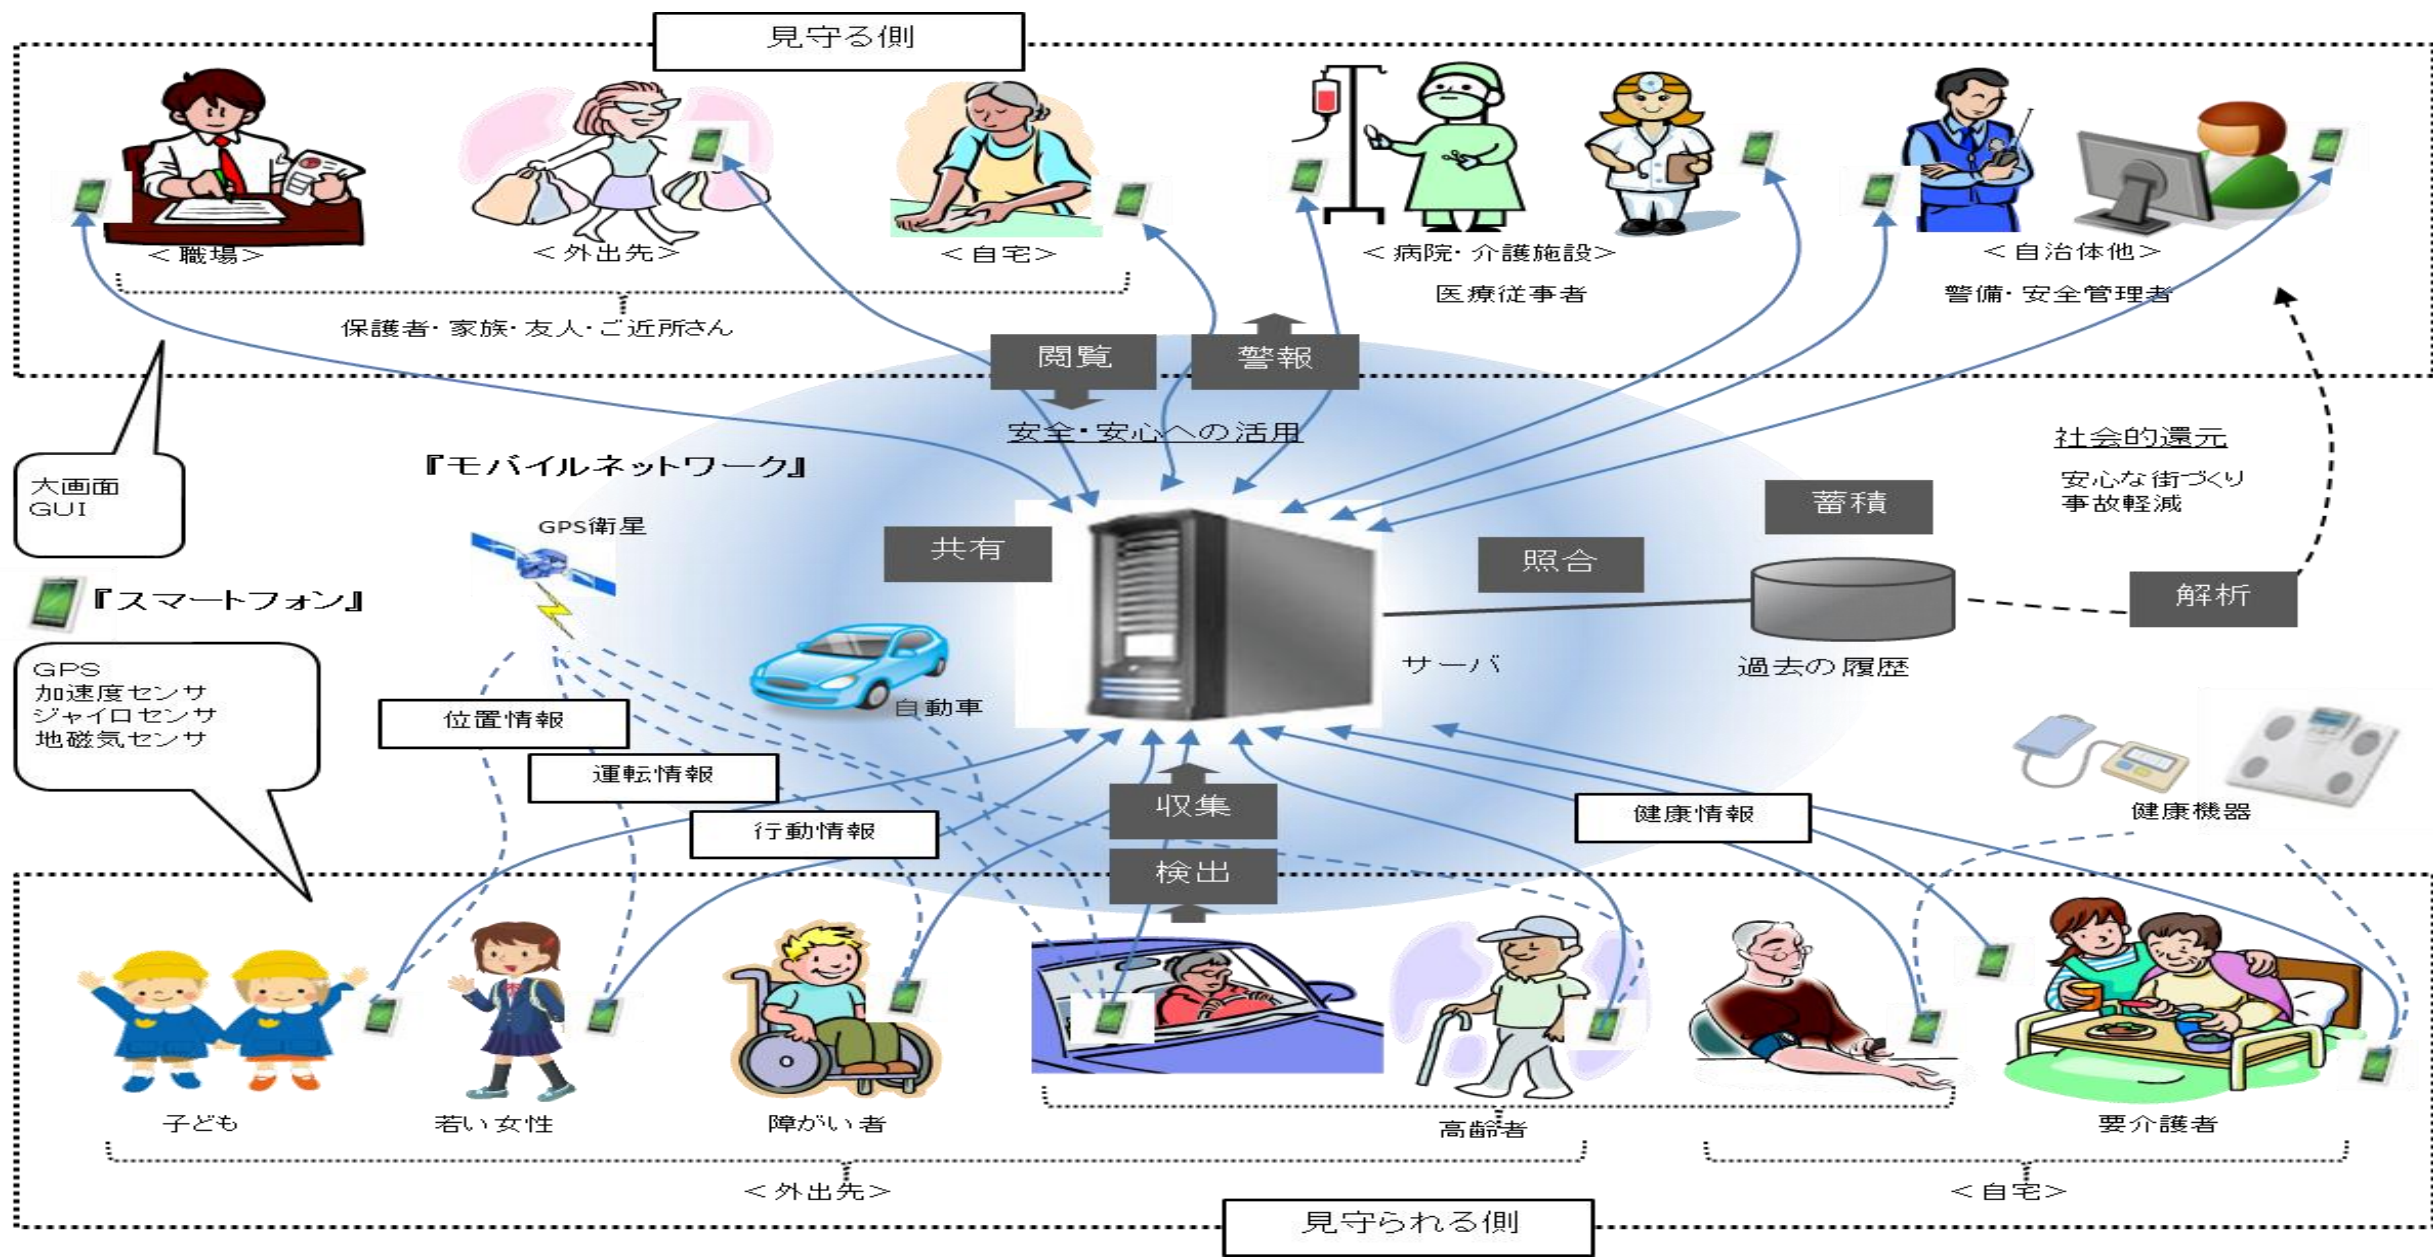 見守る側
<職場>
<外出先>
<自宅>
<病院・介護施設>
<自治体他>
医療従事者
警備・安全管理者
保護者・家族・友人・ご近所さん
閲覧
警報
安全・安心への活用
社会的還元
安心な街づくり
事故軽減
『モバイルネットワーク』
大画面
GUI
GPS衛星
共有
照合
蓄積
解析
『スマートフォン』
サーバ
過去の履歴
GPS
加速度センサ
ジャイロセンサ
地磁気センサ
自動車
位置情報
運転情報
行動情報
収集
検出
健康情報
健康機器
子ども
若い女性
障がい者
高齢者
要介護者
<外出先>
<自宅>
見守られる側